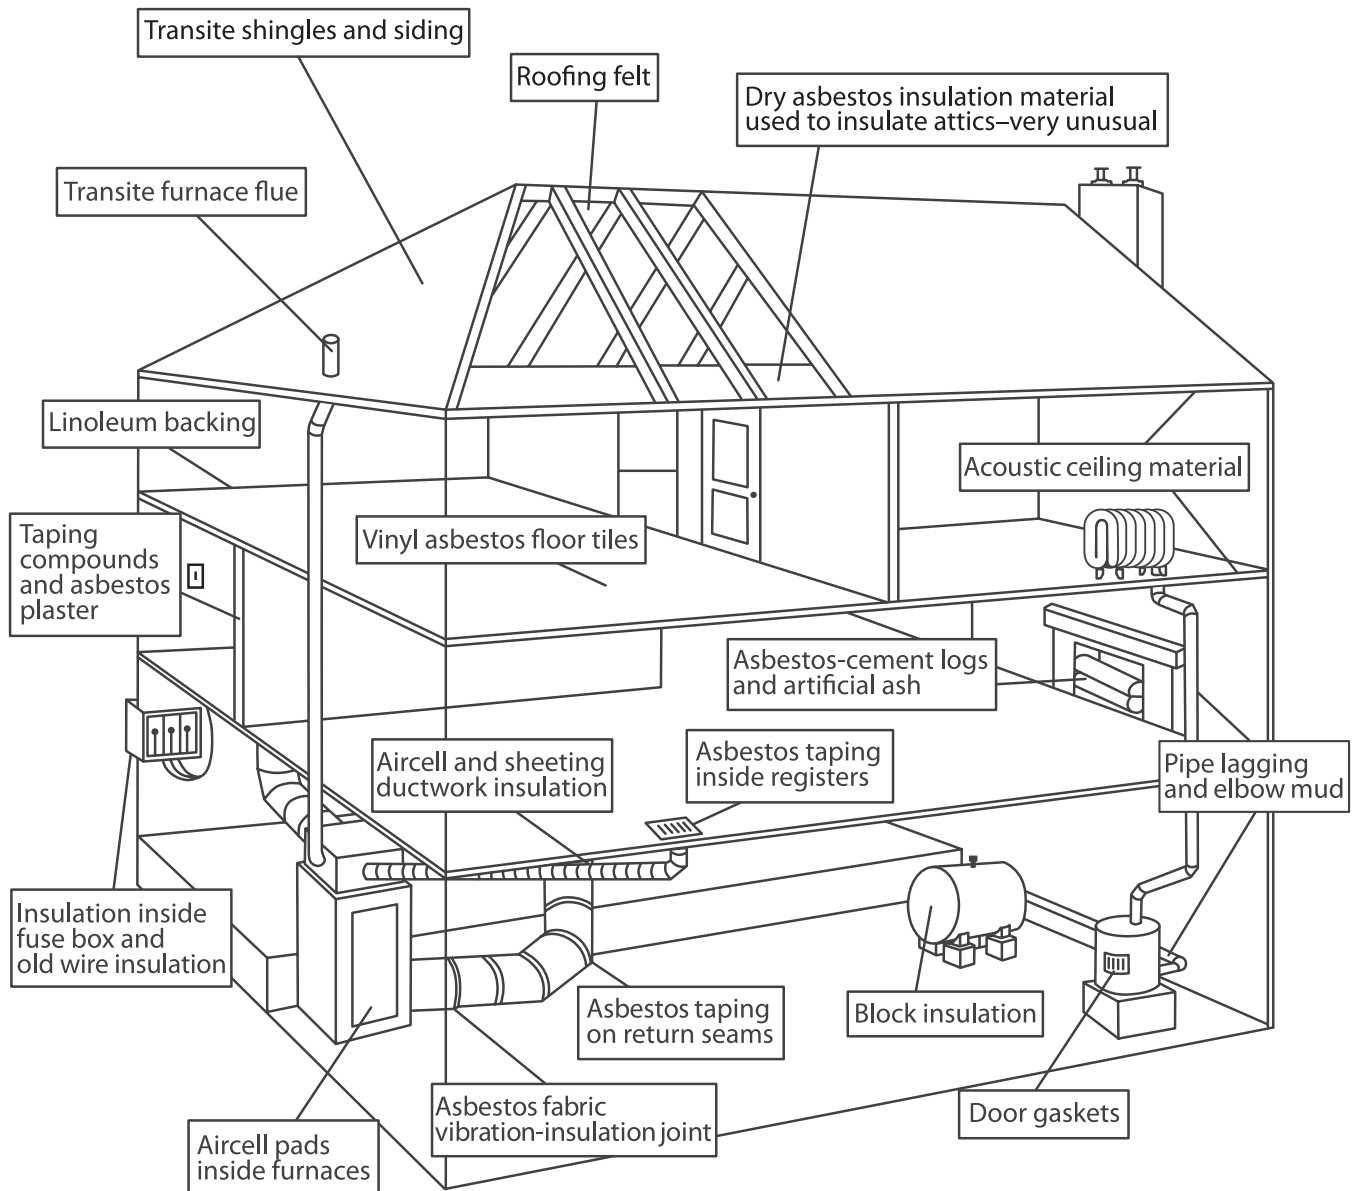 Transite shingles and siding
Roofing felt
Dry asbestos insulation material
used to insulate attics–very unusual
Transite furnace flue
Linoleum backing
Acoustic ceiling material
Taping
compounds
and asbestos
plaster
Vinyl asbestos floor tiles
Asbestos-cement logs
and artificial ash
Aircell and sheeting
ductwork insulation
Asbestos taping
inside registers
Pipe lagging
and elbow mud
Insulation inside
fuse box and
old wire insulation
Asbestos taping
on return seams
Block insulation
Asbestos fabric
vibration-insulation joint
Door gaskets
Aircell pads
inside furnaces